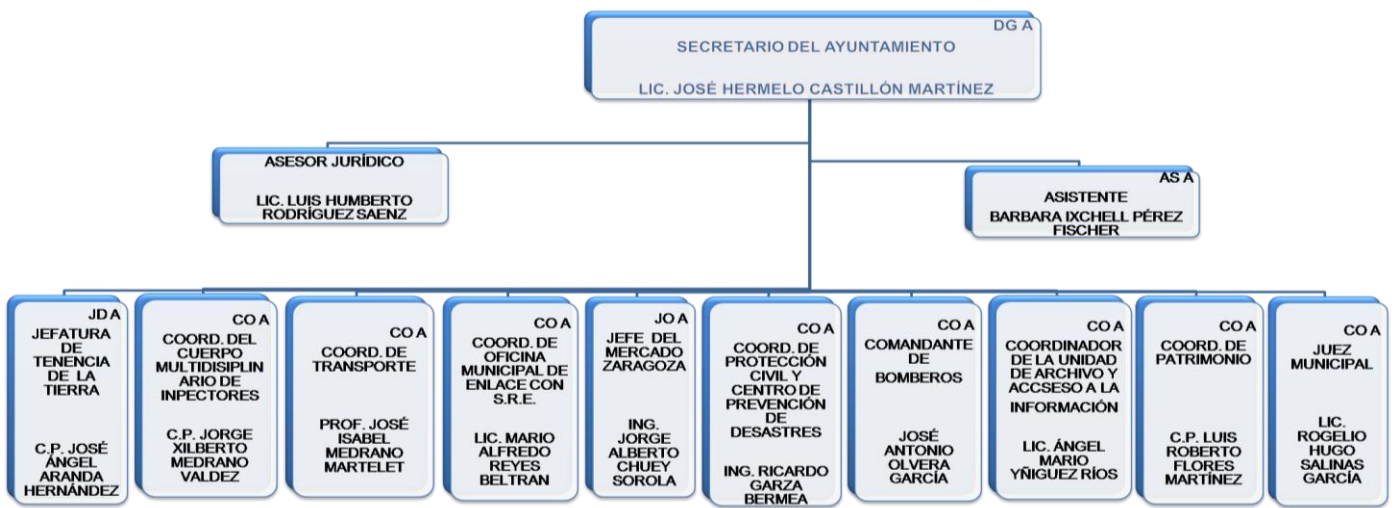 DG A
SECRETARIO DEL AYUNTAMIENTO
LIC. JOSÉ HERMELO CASTILLÓN MARTÍNEZ
ASESOR JURÍDICO
LIC. LUIS HUMBERTO
RODRÍGUEZ SAENZ
AS A
ASISTENTE
BARBARA IXCHELL PÉREZ
FISCHER
JD A
JEFATURA
DE
TENENCIA
DE LA
TIERRA
C.P. JOSÉ
ÁNGEL
ARANDA
HERNÁNDEZ
CO A
COORD. DEL
CUERPO
MULTIDISIPLIN
ARIO DE
INPECTORES
C.P. JORGE
XILBERTO
MEDRANO
VALDEZ
CO A
COORD. DE
TRANSPORTE
PROF. JOSÉ
ISABEL
MEDRANO
MARTELET
CO A
COORD. DE
OFICINA
MUNICIPAL DE
ENLACE CON
S.R.E.
LIC. MARIO
ALFREDO
REYES
BELTRAN
JO A
JEFE DEL
MERCADO
ZARAGOZA
ING.
JORGE
ALBERTO
CHUEY
SOROLA
CO A
COORD. DE
PROTECCIÓN
CIVIL Y
CENTRO DE
PREVENCIÓN
DE
DESASTRES
ING. RICARDO
GARZA
BERMEA
CO A
COMANDANTE
DE
BOMBEROS
JOSÉ
ANTONIO
OLVERA
GARCÍA
CO A
COORDINADOR
DE LA UNIDAD
DE ARCHIVO Y
ACCSESO A LA
INFORMACIÓN
LIC. ÁNGEL
MARIO
YÑIGUEZ RÍOS
CO A
COORD. DE
PATRIMONIO
C.P. LUIS
ROBERTO
FLORES
MARTÍNEZ
CO A
JUEZ
MUNICIPAL
LIC.
ROGELIO
HUGO
SALINAS
GARCÍA